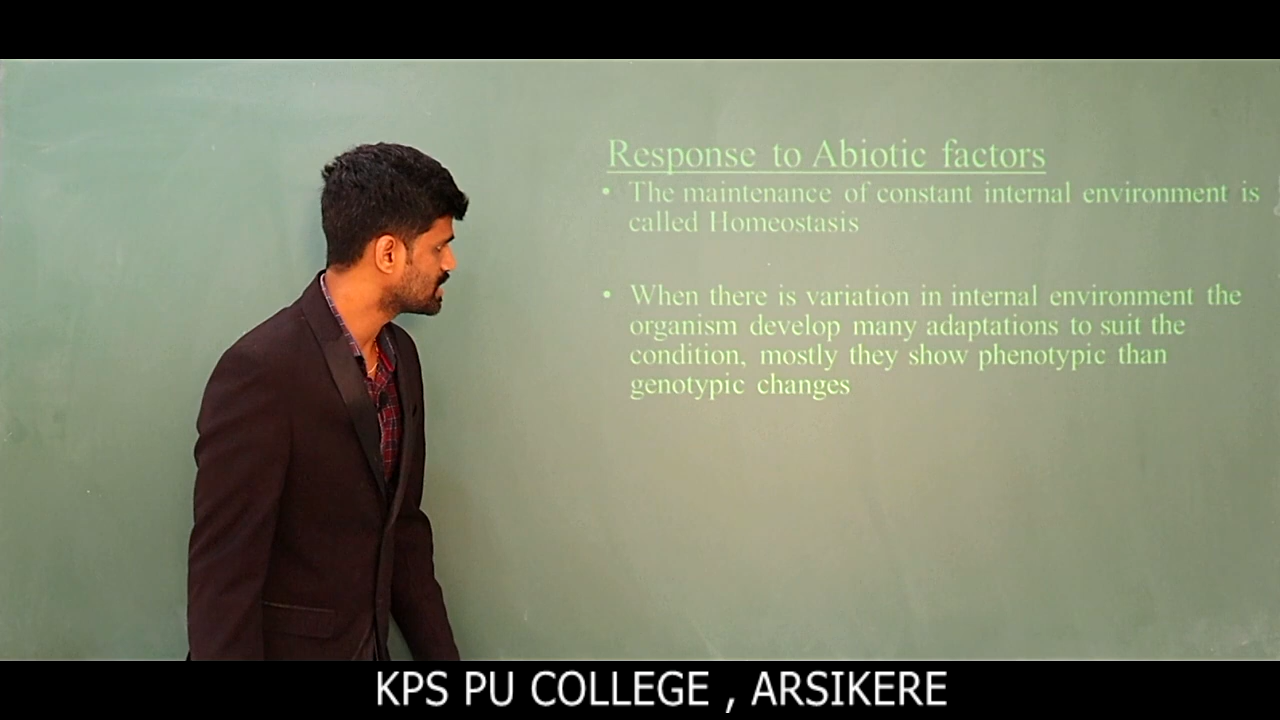 Response to Abiotic factors
• The maintenance of constant internal environment is
called Homeostasis
• When there is variation in internal environment the
organism develop many adaptations to suit the
condition, mostly they show phenotypic than
genotypic changes
KPS PU COLLEGE , ARSIKERE